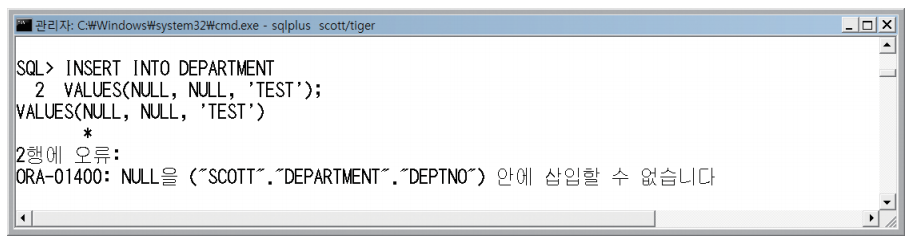 관리자: C:₩Windows₩system32₩cmd.exe - sqlplus scott/tiger
SQL> INSERT INTO DEPARTMENT
2 VALUES(NULL, NULL, 'TEST');
VALUES(NULL, NULL, 'TEST')
*
2행에 오류:
ORA-01400: NULL을 ("SCOTT"."DEPARTMENT"."DEPTNO") 안에 삽입할 수 없습니다